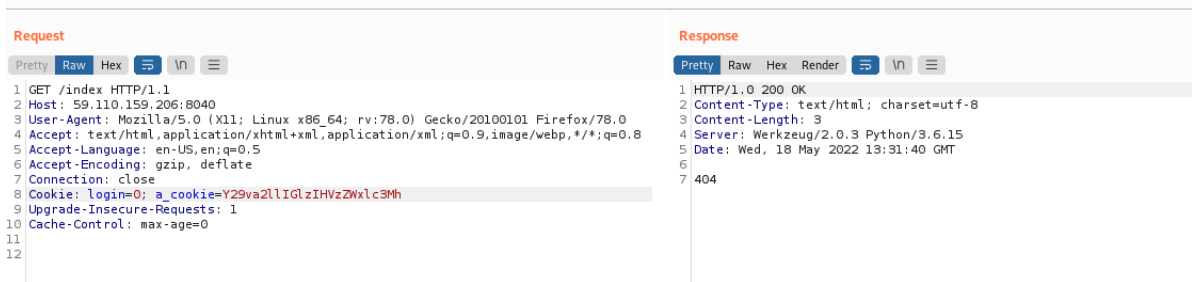 Request
Pretty Raw Hex \n
1 GET /index HTTP/1.1
2 Host: 59.110.159.206:8040
3 User-Agent: Mozilla/5.0 (X11; Linux x86_64; rv:78.0) Gecko/20100101 Firefox/78.0
4 Accept: text/html,application/xhtml+xml,application/xml;q=0.9,image/webp,*/*;q=0.8
5 Accept-Language: en-US,en;q=0.5
6 Accept-Encoding: gzip, deflate
7 Connection: close
8 Cookie: login=0; a_cookie=Y29va2llIGlzIHVzZWxlc3Mh
9 Upgrade-Insecure-Requests: 1
10 Cache-Control: max-age=0
11
12
Response
Pretty Raw Hex Render \n
1 HTTP/1.0 200 OK
2 Content-Type: text/html; charset=utf-8
3 Content-Length: 3
4 Server: Werkzeug/2.0.3 Python/3.6.15
5 Date: Wed, 18 May 2022 13:31:40 GMT
6
7 404